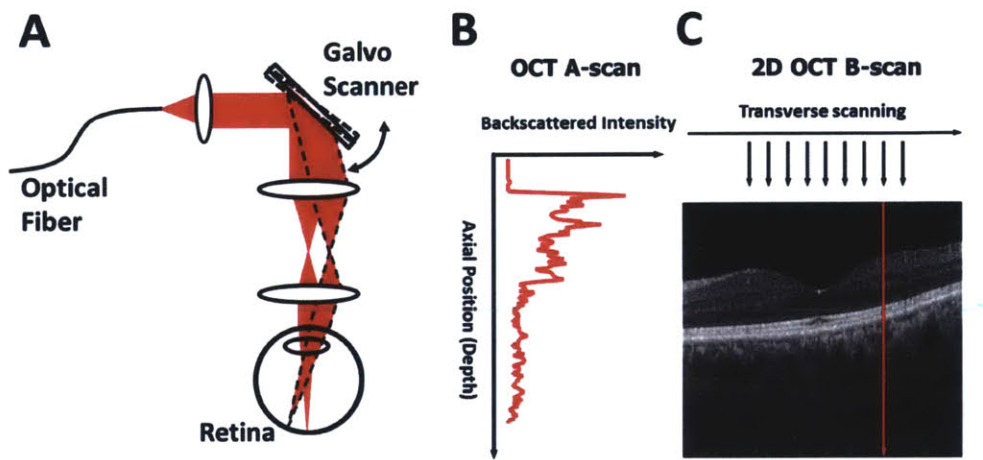 A
Galvo
Scanner
Optical
Fiber
Retina
B
OCT A-scan
Backscattered Intensity
Axial Position (Depth)
C
2D OCT B-scan
Transverse scanning